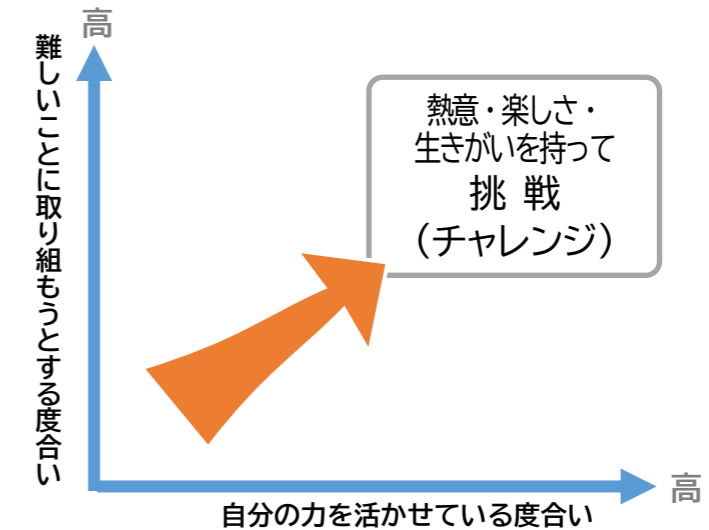 高
難しいことに取り組もうとする度合い
熱意・楽しさ・
生きがいを持って
挑 戦
(チャレンジ)
高
自分の力を活かせている度合い